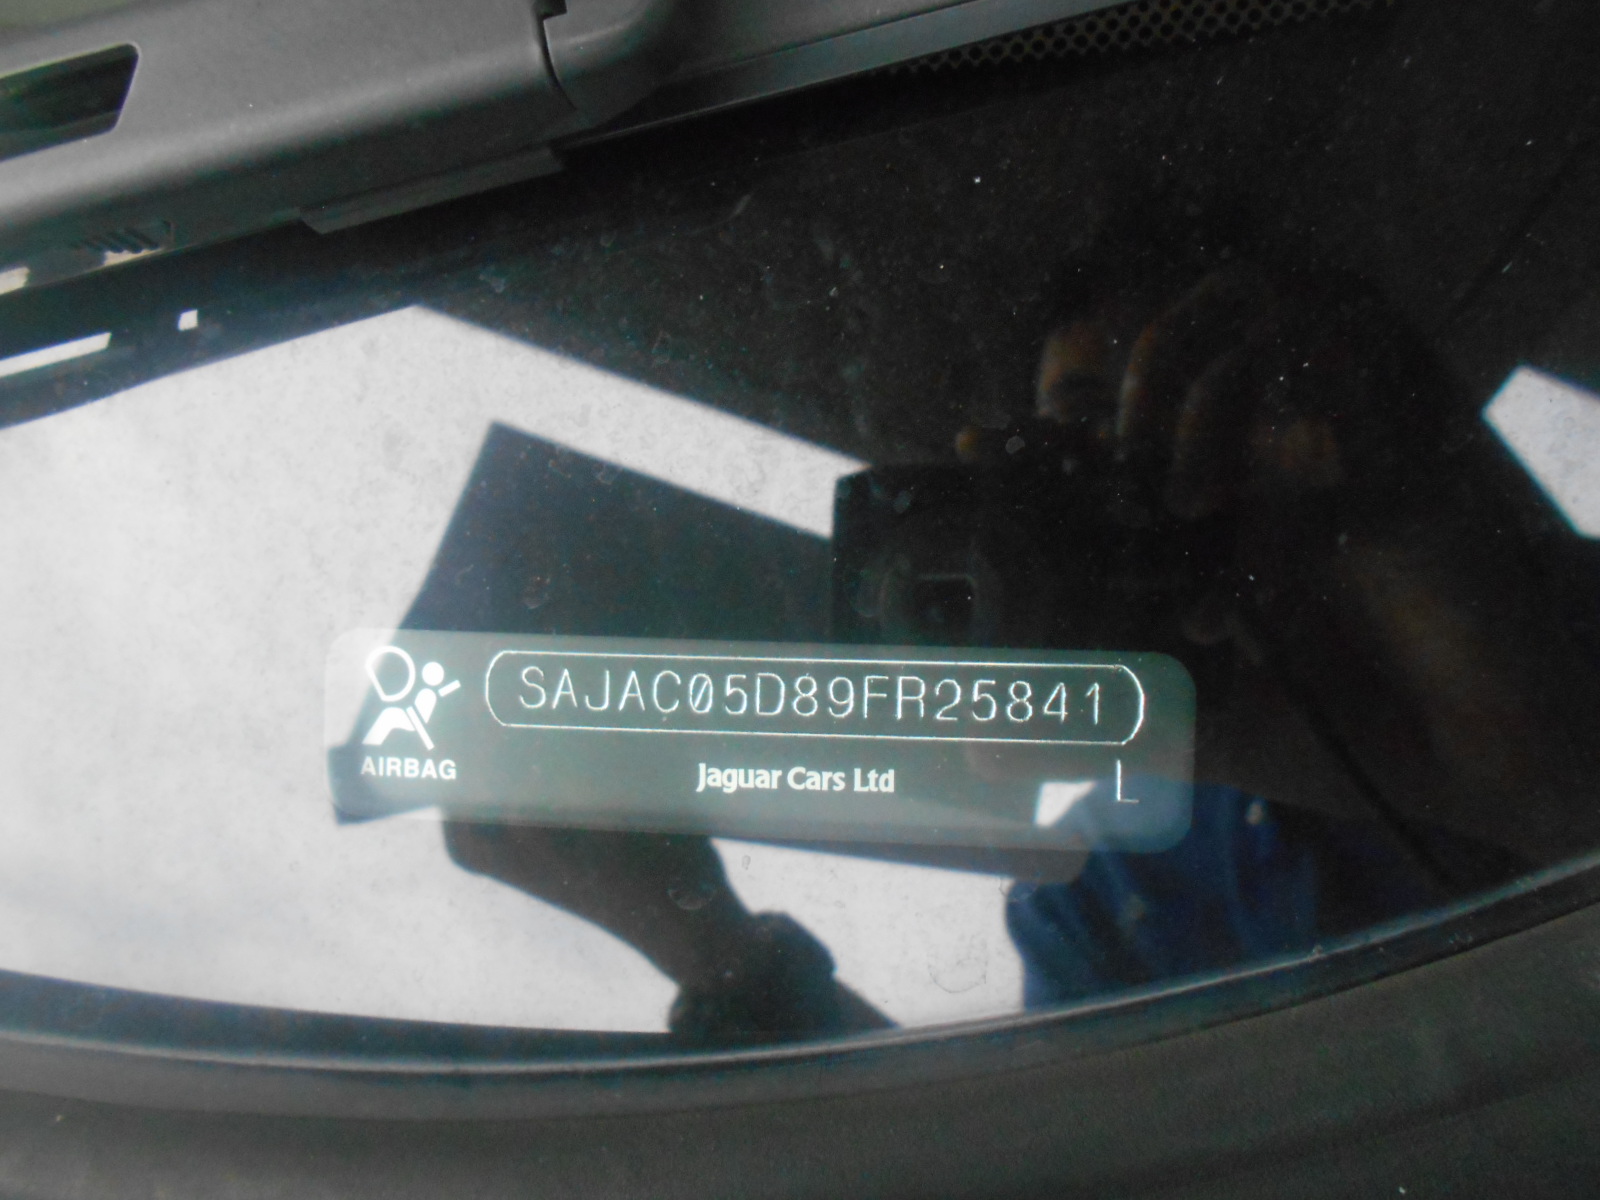 SAJAC05D89FR25841
AIRBAG
Jaguar Cars Ltd
L